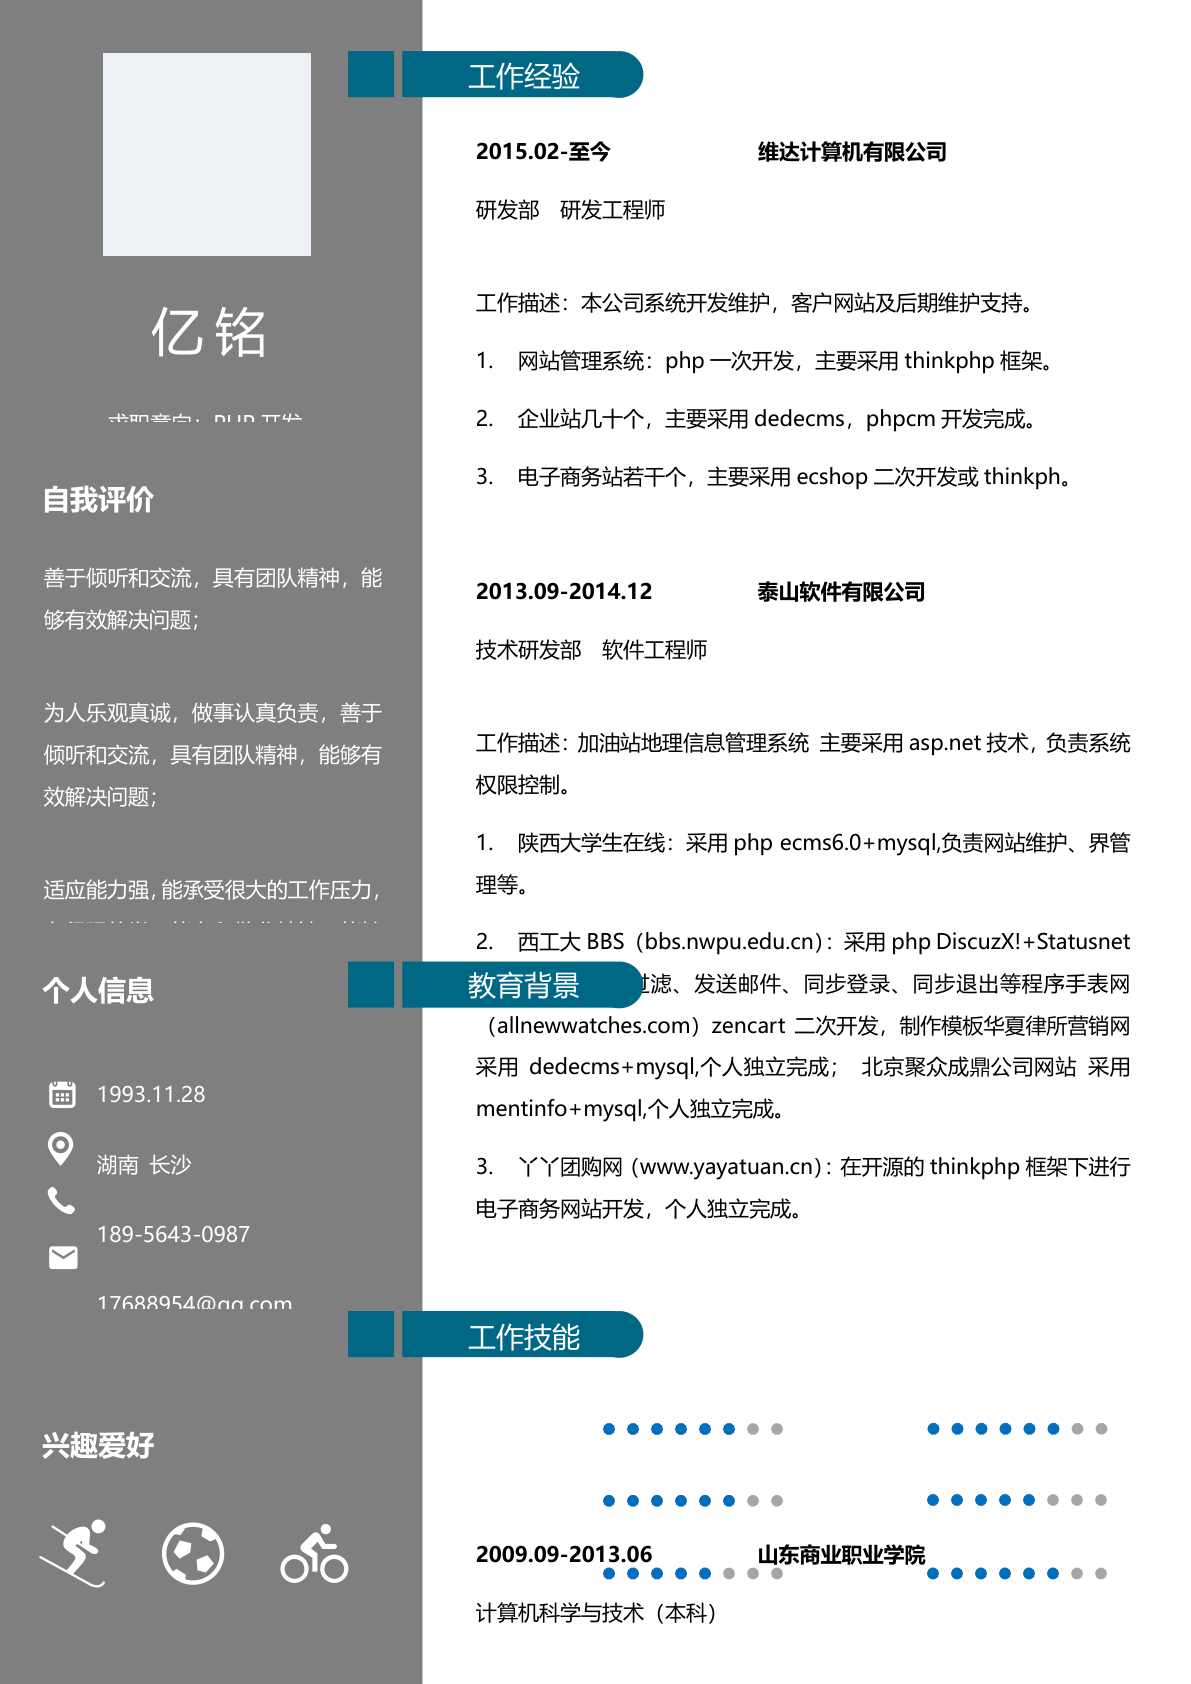 亿铭
求职意向：PHP 开发
自我评价
善于倾听和交流，具有团队精神，能
够有效解决问题；
为人乐观真诚，做事认真负责，善于
倾听和交流，具有团队精神，能够有
效解决问题；
适应能力强，能承受很大的工作压力，
个人信息
1993.11.28
湖南 长沙
189-5643-0987
17688954@qq.com
兴趣爱好
工作经验
2015.02-至今 维达计算机有限公司
研发部 研发工程师
工作描述：本公司系统开发维护，客户网站及后期维护支持。
1. 网站管理系统：php 一次开发，主要采用 thinkphp 框架。
2. 企业站几十个，主要采用 dedecms，phpcm 开发完成。
3. 电子商务站若干个，主要采用 ecshop 二次开发或 thinkph。
2013.09-2014.12 泰山软件有限公司
技术研发部 软件工程师
工作描述：加油站地理信息管理系统 主要采用 asp.net 技术，负责系统
权限控制。
1. 陕西大学生在线：采用 php ecms6.0+mysql,负责网站维护、界管
理等。
2. 西工大 BBS（bbs.nwpu.edu.cn）：采用 php DiscuzX!+Statusnet
教育背景
过滤、发送邮件、同步登录、同步退出等程序手表网
（allnewwatches.com）zencart 二次开发，制作模板华夏律所营销网
采用 dedecms+mysql,个人独立完成； 北京聚众成鼎公司网站 采用
mentinfo+mysql,个人独立完成。
3. 丫丫团购网（www.yayatuan.cn）：在开源的 thinkphp 框架下进行
电子商务网站开发，个人独立完成。
工作技能
2009.09-2013.06 山东商业职业学院
计算机科学与技术（本科）